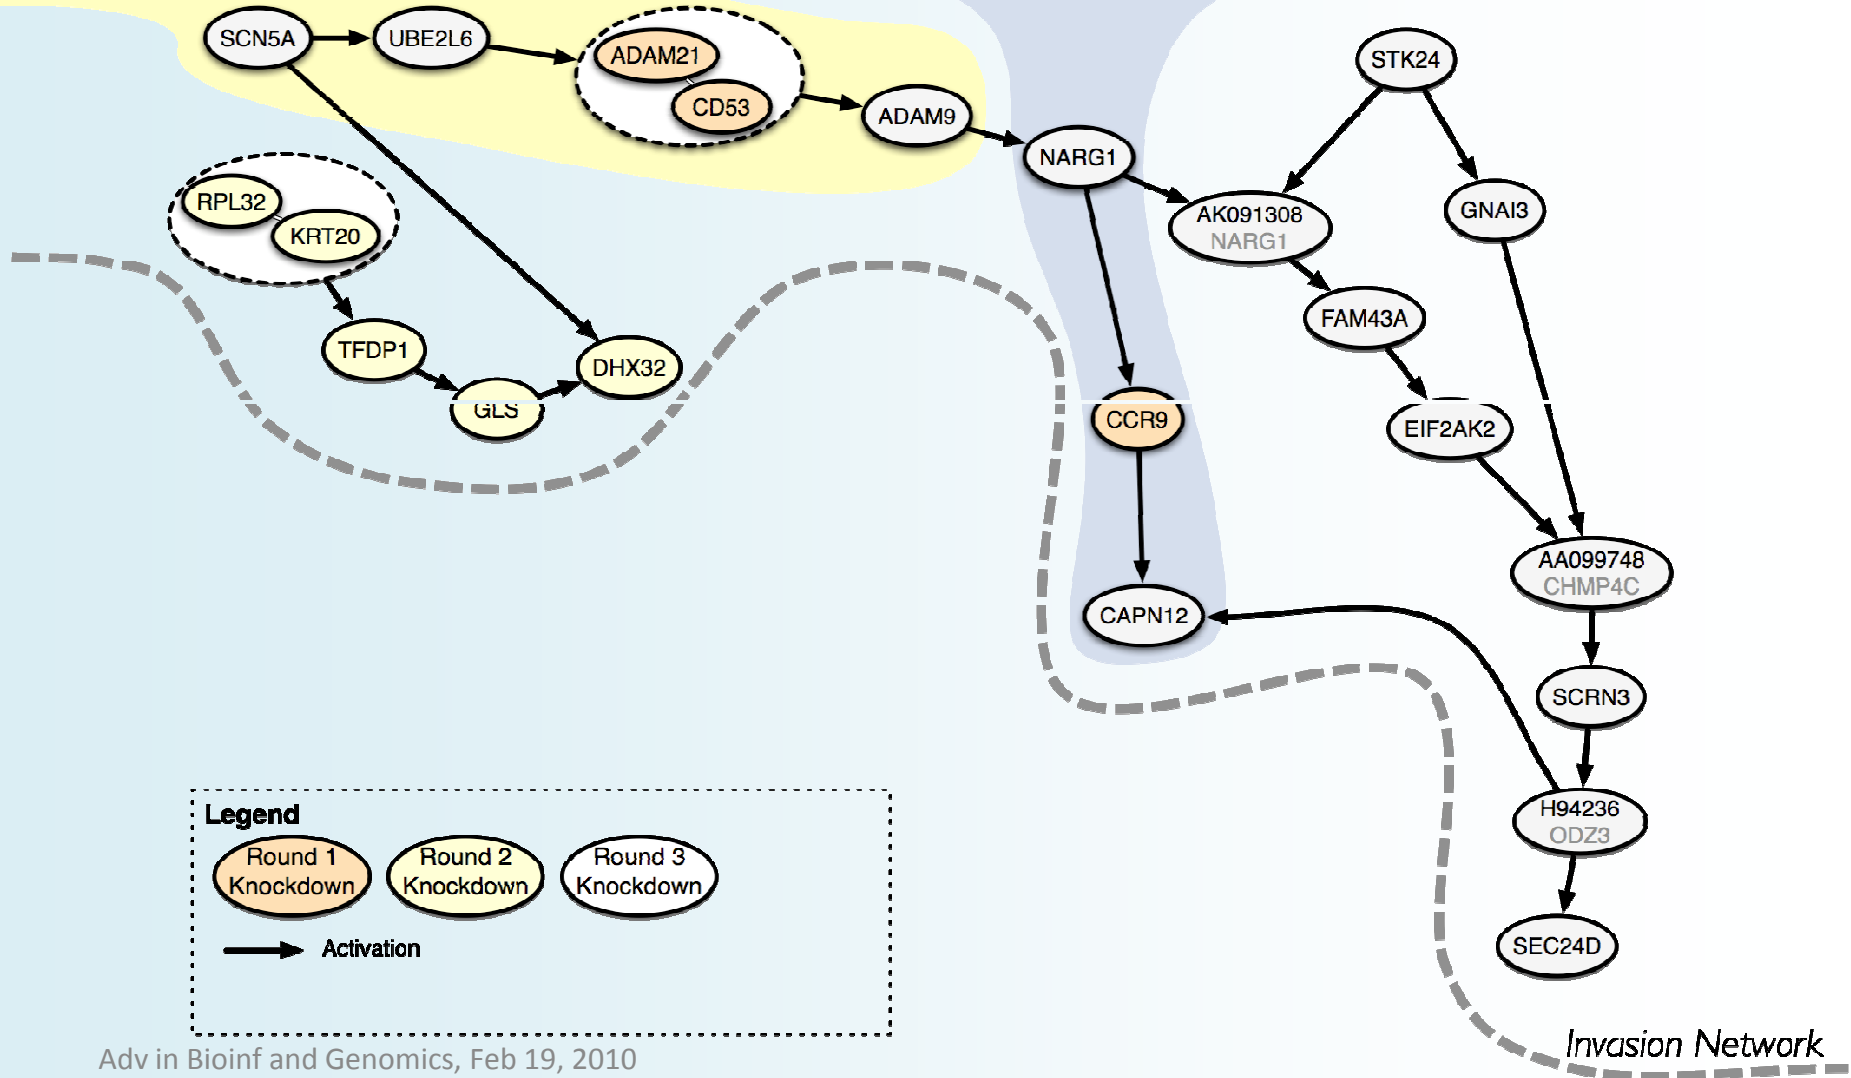 SCN5A
UBE2L6
ADAM21
CD53
ADAM9
STK24
NARG1
RPL32
KRT20
AK091308
NARG1
GNAI3
TFDP1
GLS
DHX32
FAM43A
CCR9
EIF2AK2
AA099748
CHMP4C
CAPN12
SCRN3
H94236
ODZ3
SEC24D
Legend
Round 1
Knockdown
Round 2
Knockdown
Round 3
Knockdown
Activation
Invasion Network
Adv in Bioinf and Genomics, Feb 19, 2010